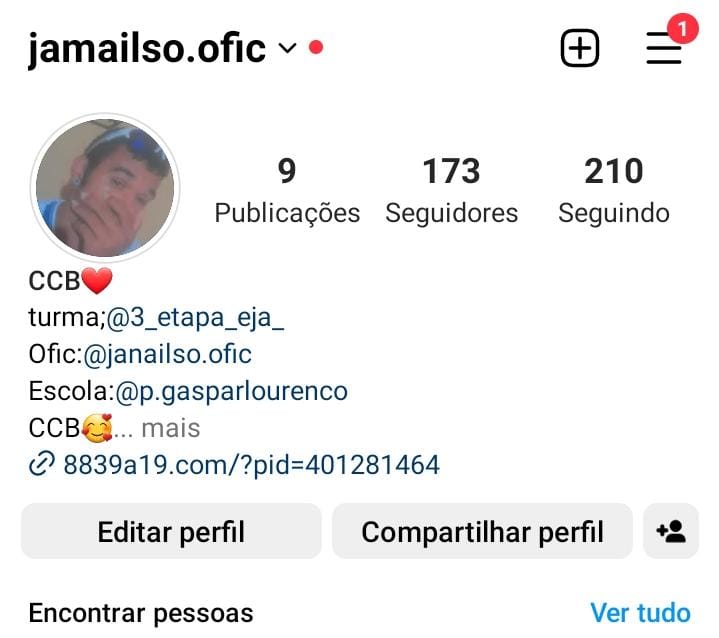 jamailso.ofic
1
9 173 210
Publicações Seguidores Seguindo
CCB❤️
turma;@3_etapa_eja_
Ofic:@janailso.ofic
Escola:@p.gasparlourenco
CCB🥰... mais
8839a19.com/?pid=401281464
Editar perfil Compartilhar perfil
Encontrar pessoas Ver tudo